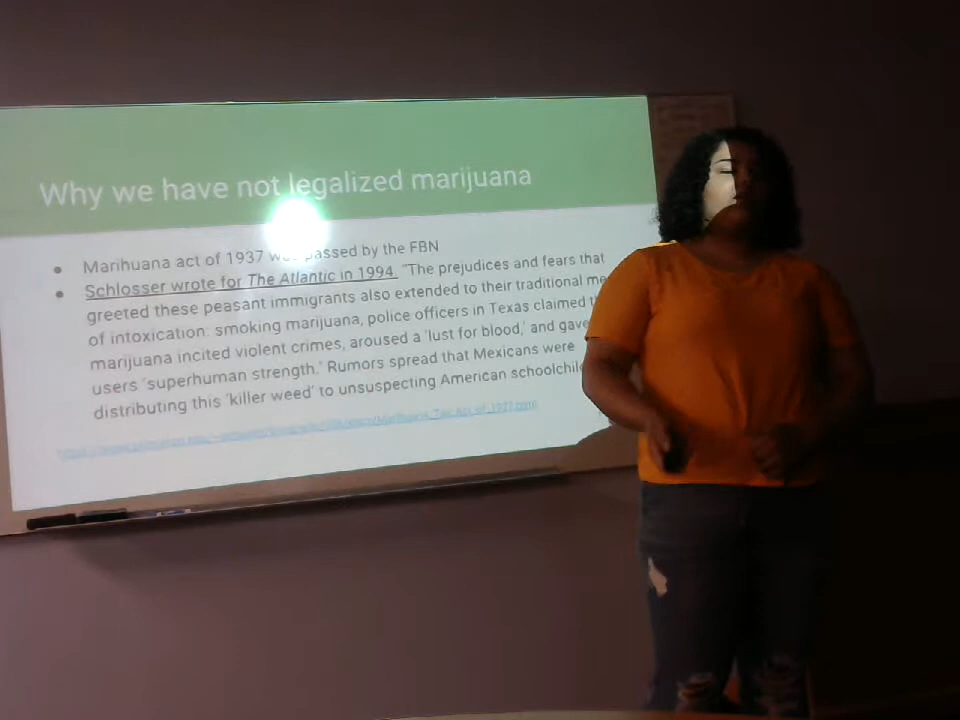 Why we have not legalized marijuana
Marihuana act of 1937 was passed by the FBN
Schlosser wrote for The Atlantic in 1994. "The prejudices and fears that
greeted these peasant immigrants also extended to their traditional me
of intoxication: smoking marijuana, police officers in Texas claimed th
marijuana incited violent crimes, aroused a 'lust for blood,' and gave
users 'superhuman strength.' Rumors spread that Mexicans were
distributing this 'killer weed' to unsuspecting American schoolchild